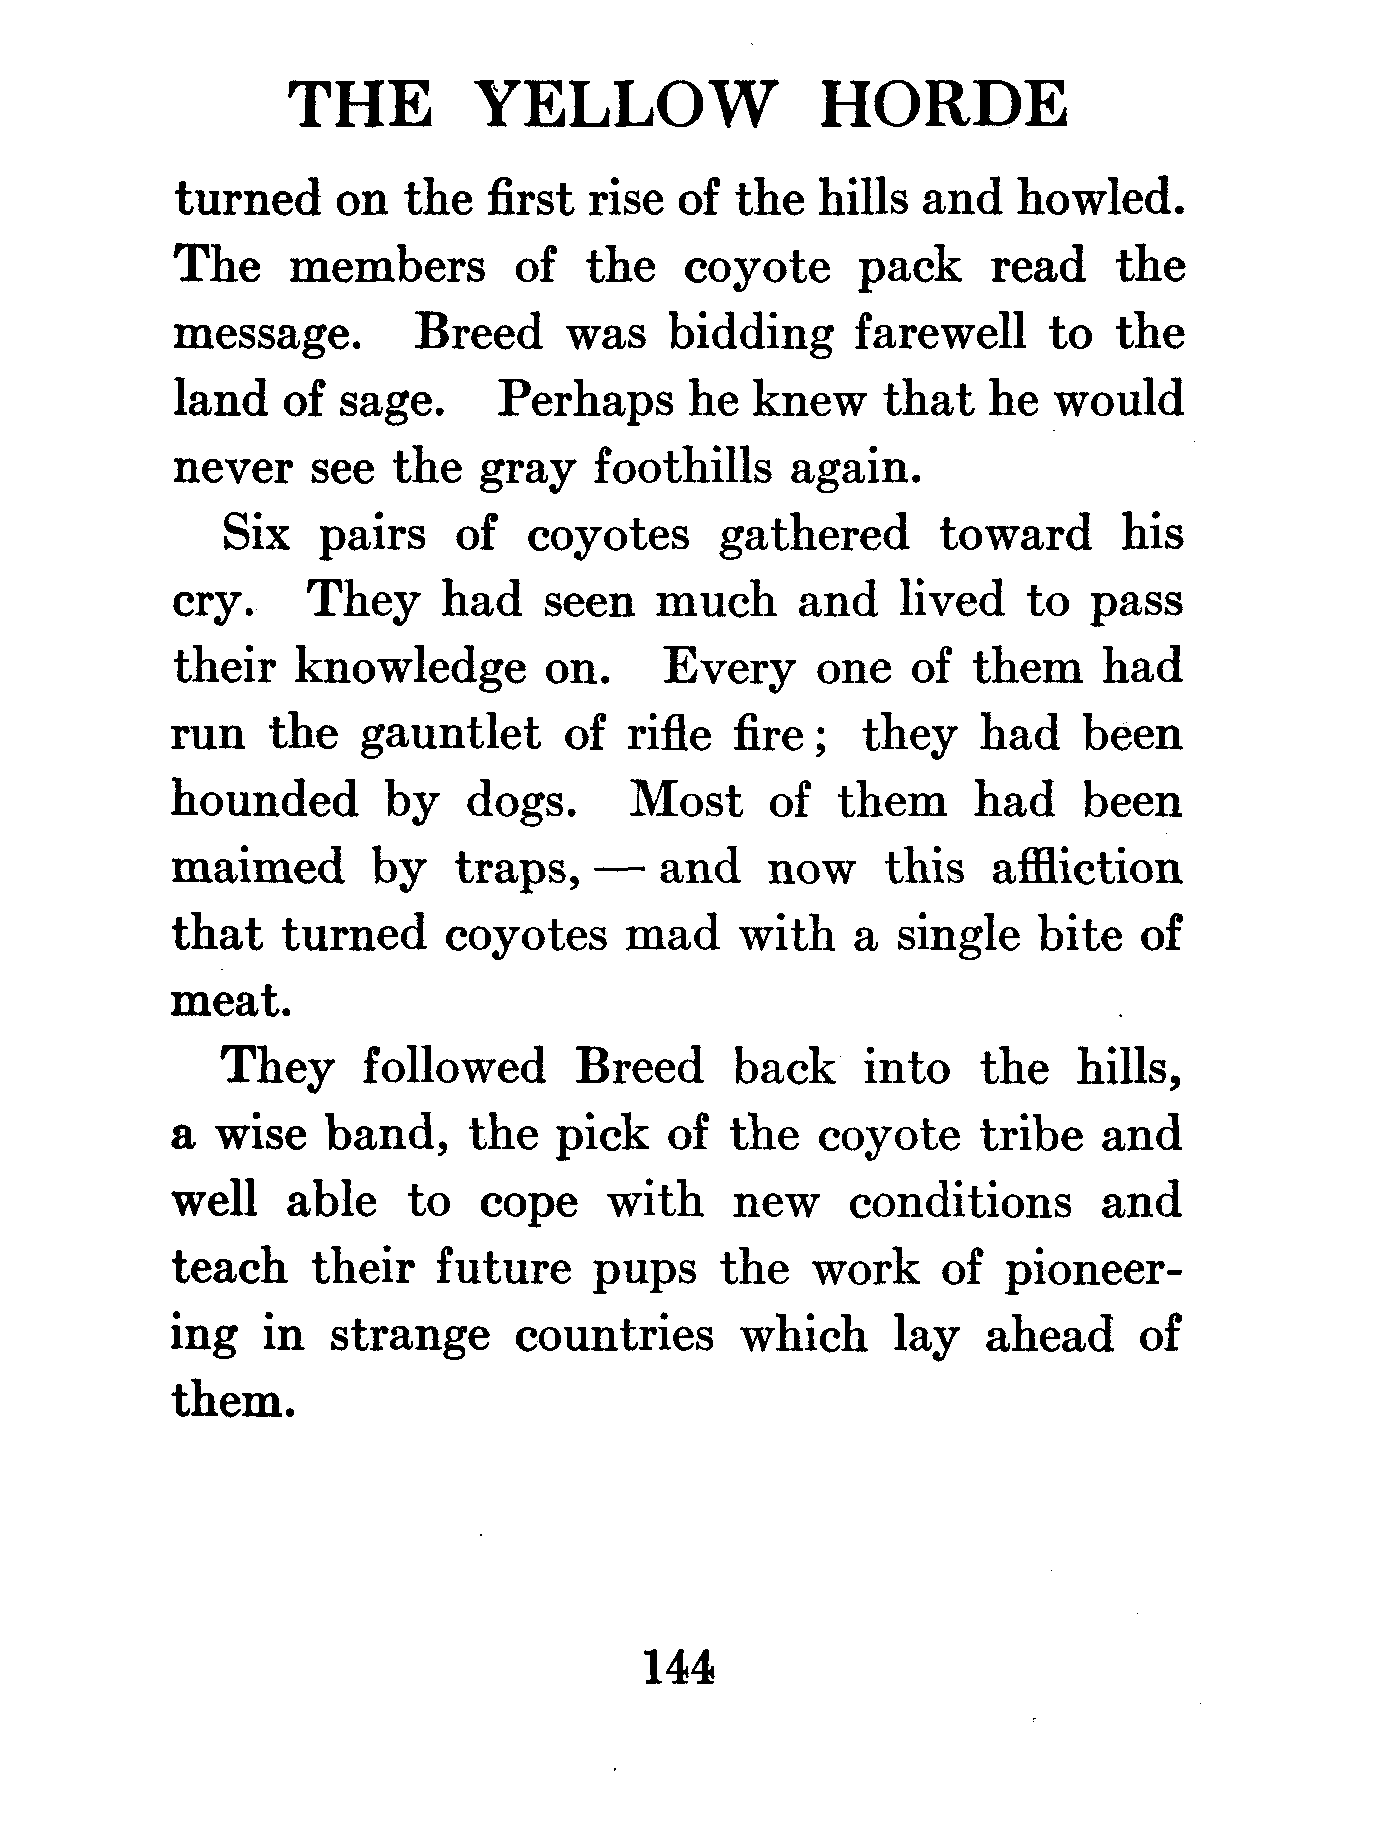 THE YELLOW HORDE
turned on the first rise of the hills and howled.
The members of the coyote pack read the
message. Breed was bidding farewell to the
land of sage. Perhaps he knew that he would
never see the gray foothills again.
Six pairs of coyotes gathered toward his
cry. They had seen much and lived to pass
their knowledge on. Every one of them had
run the gauntlet of rifle fire; they had been
hounded by dogs. Most of them had been
maimed by traps, — and now this affliction
that turned coyotes mad with a single bite of
meat.
They followed Breed back into the hills,
a wise band, the pick of the coyote tribe and
well able to cope with new conditions and
teach their future pups the work of pioneer-
ing in strange countries which lay ahead of
them.
144